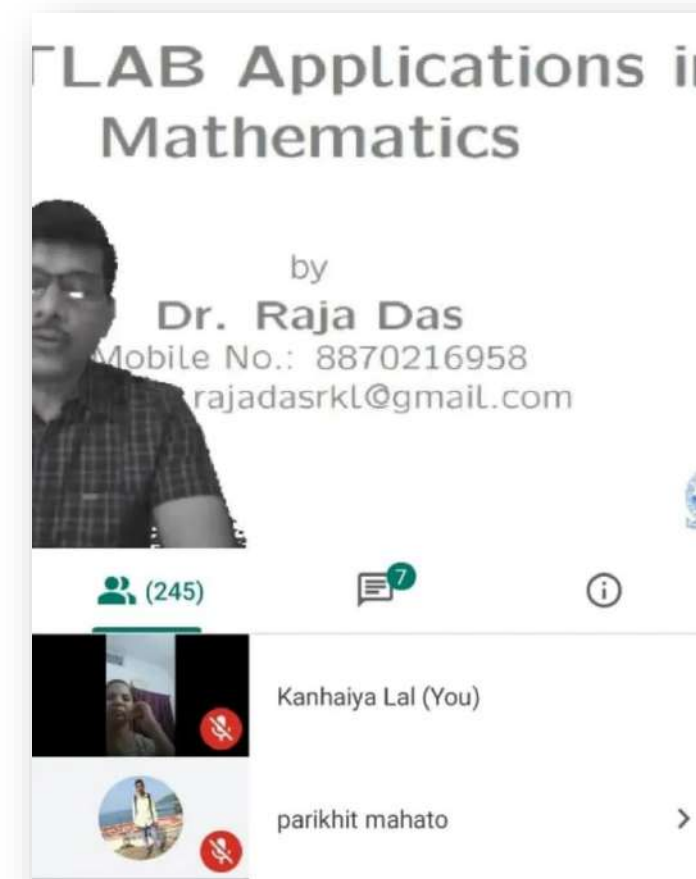 TLAB Applications in
Mathematics
by
Dr. Raja Das
Mobile No.: 8870216958
rajadasrkl@gmail.com
(245)
7
Kanhaiya Lal (You)
parikhit mahato